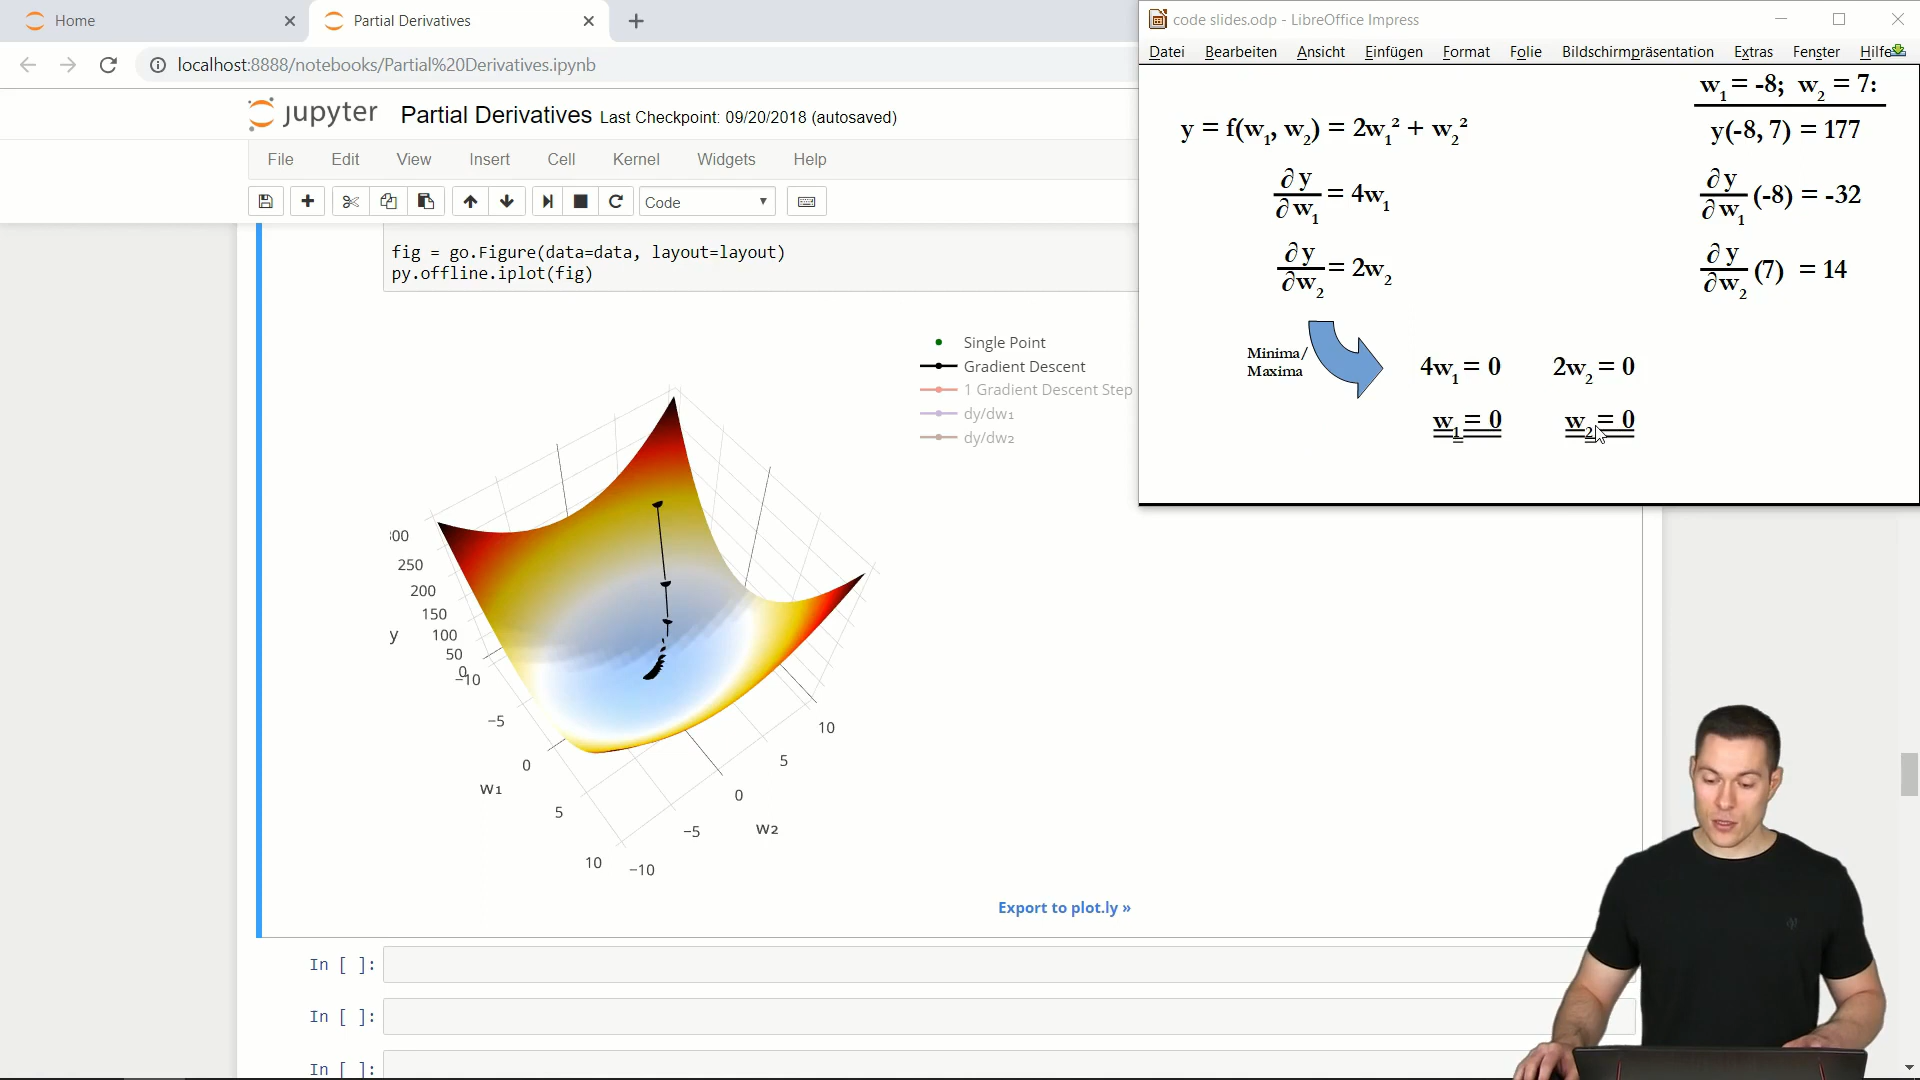 Home
Partial Derivatives
localhost:8888/notebooks/Partial%20Derivatives.ipynb
jupyter Partial Derivatives Last Checkpoint: 09/20/2018 (autosaved)
File Edit View Insert Cell Kernel Widgets Help
Code
fig = go.Figure(data=data, layout=layout)
py.offline.iplot(fig)
Single Point
Gradient Descent
1 Gradient Descent Step
dy/dw₁
dy/dw₂
250
200
150
100
50
0
y
−10
−5
0
5
10
W1
−10
−5
0
5
10
W2
Export to plot.ly »
In [ ]:
In [ ]:
In [ ]:
code slides.odp - LibreOffice Impress
Datei Bearbeiten Ansicht Einfügen Format Folie Bildschirmpräsentation Extras Fenster Hilfe
y = f(w₁, w₂) = 2w₁² + w₂²
∂y
∂w₁
= 4w₁
∂y
∂w₂
= 2w₂
Minima/
Maxima
4w₁ = 0 2w₂ = 0
w₁ = 0 w₂ = 0
w₁ = -8; w₂ = 7:
y(-8, 7) = 177
∂y
∂w₁
(-8) = -32
∂y
∂w₂
(7) = 14